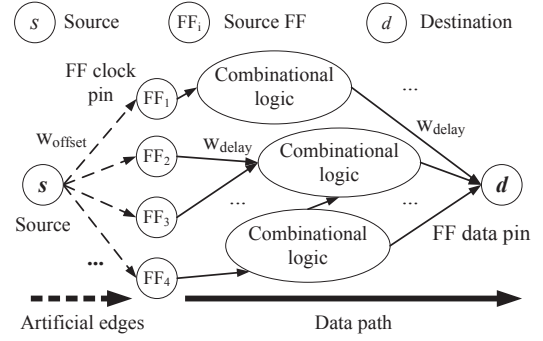 s Source FFi Source FF d Destination
FF clock pin
Combinational logic
...
FF1
Woffset
Wdelay
FF2
Wdelay
Combinational logic
s
d
Source
FF3
...
...
Combinational logic
FF data pin
...
FF4
Artificial edges
Data path